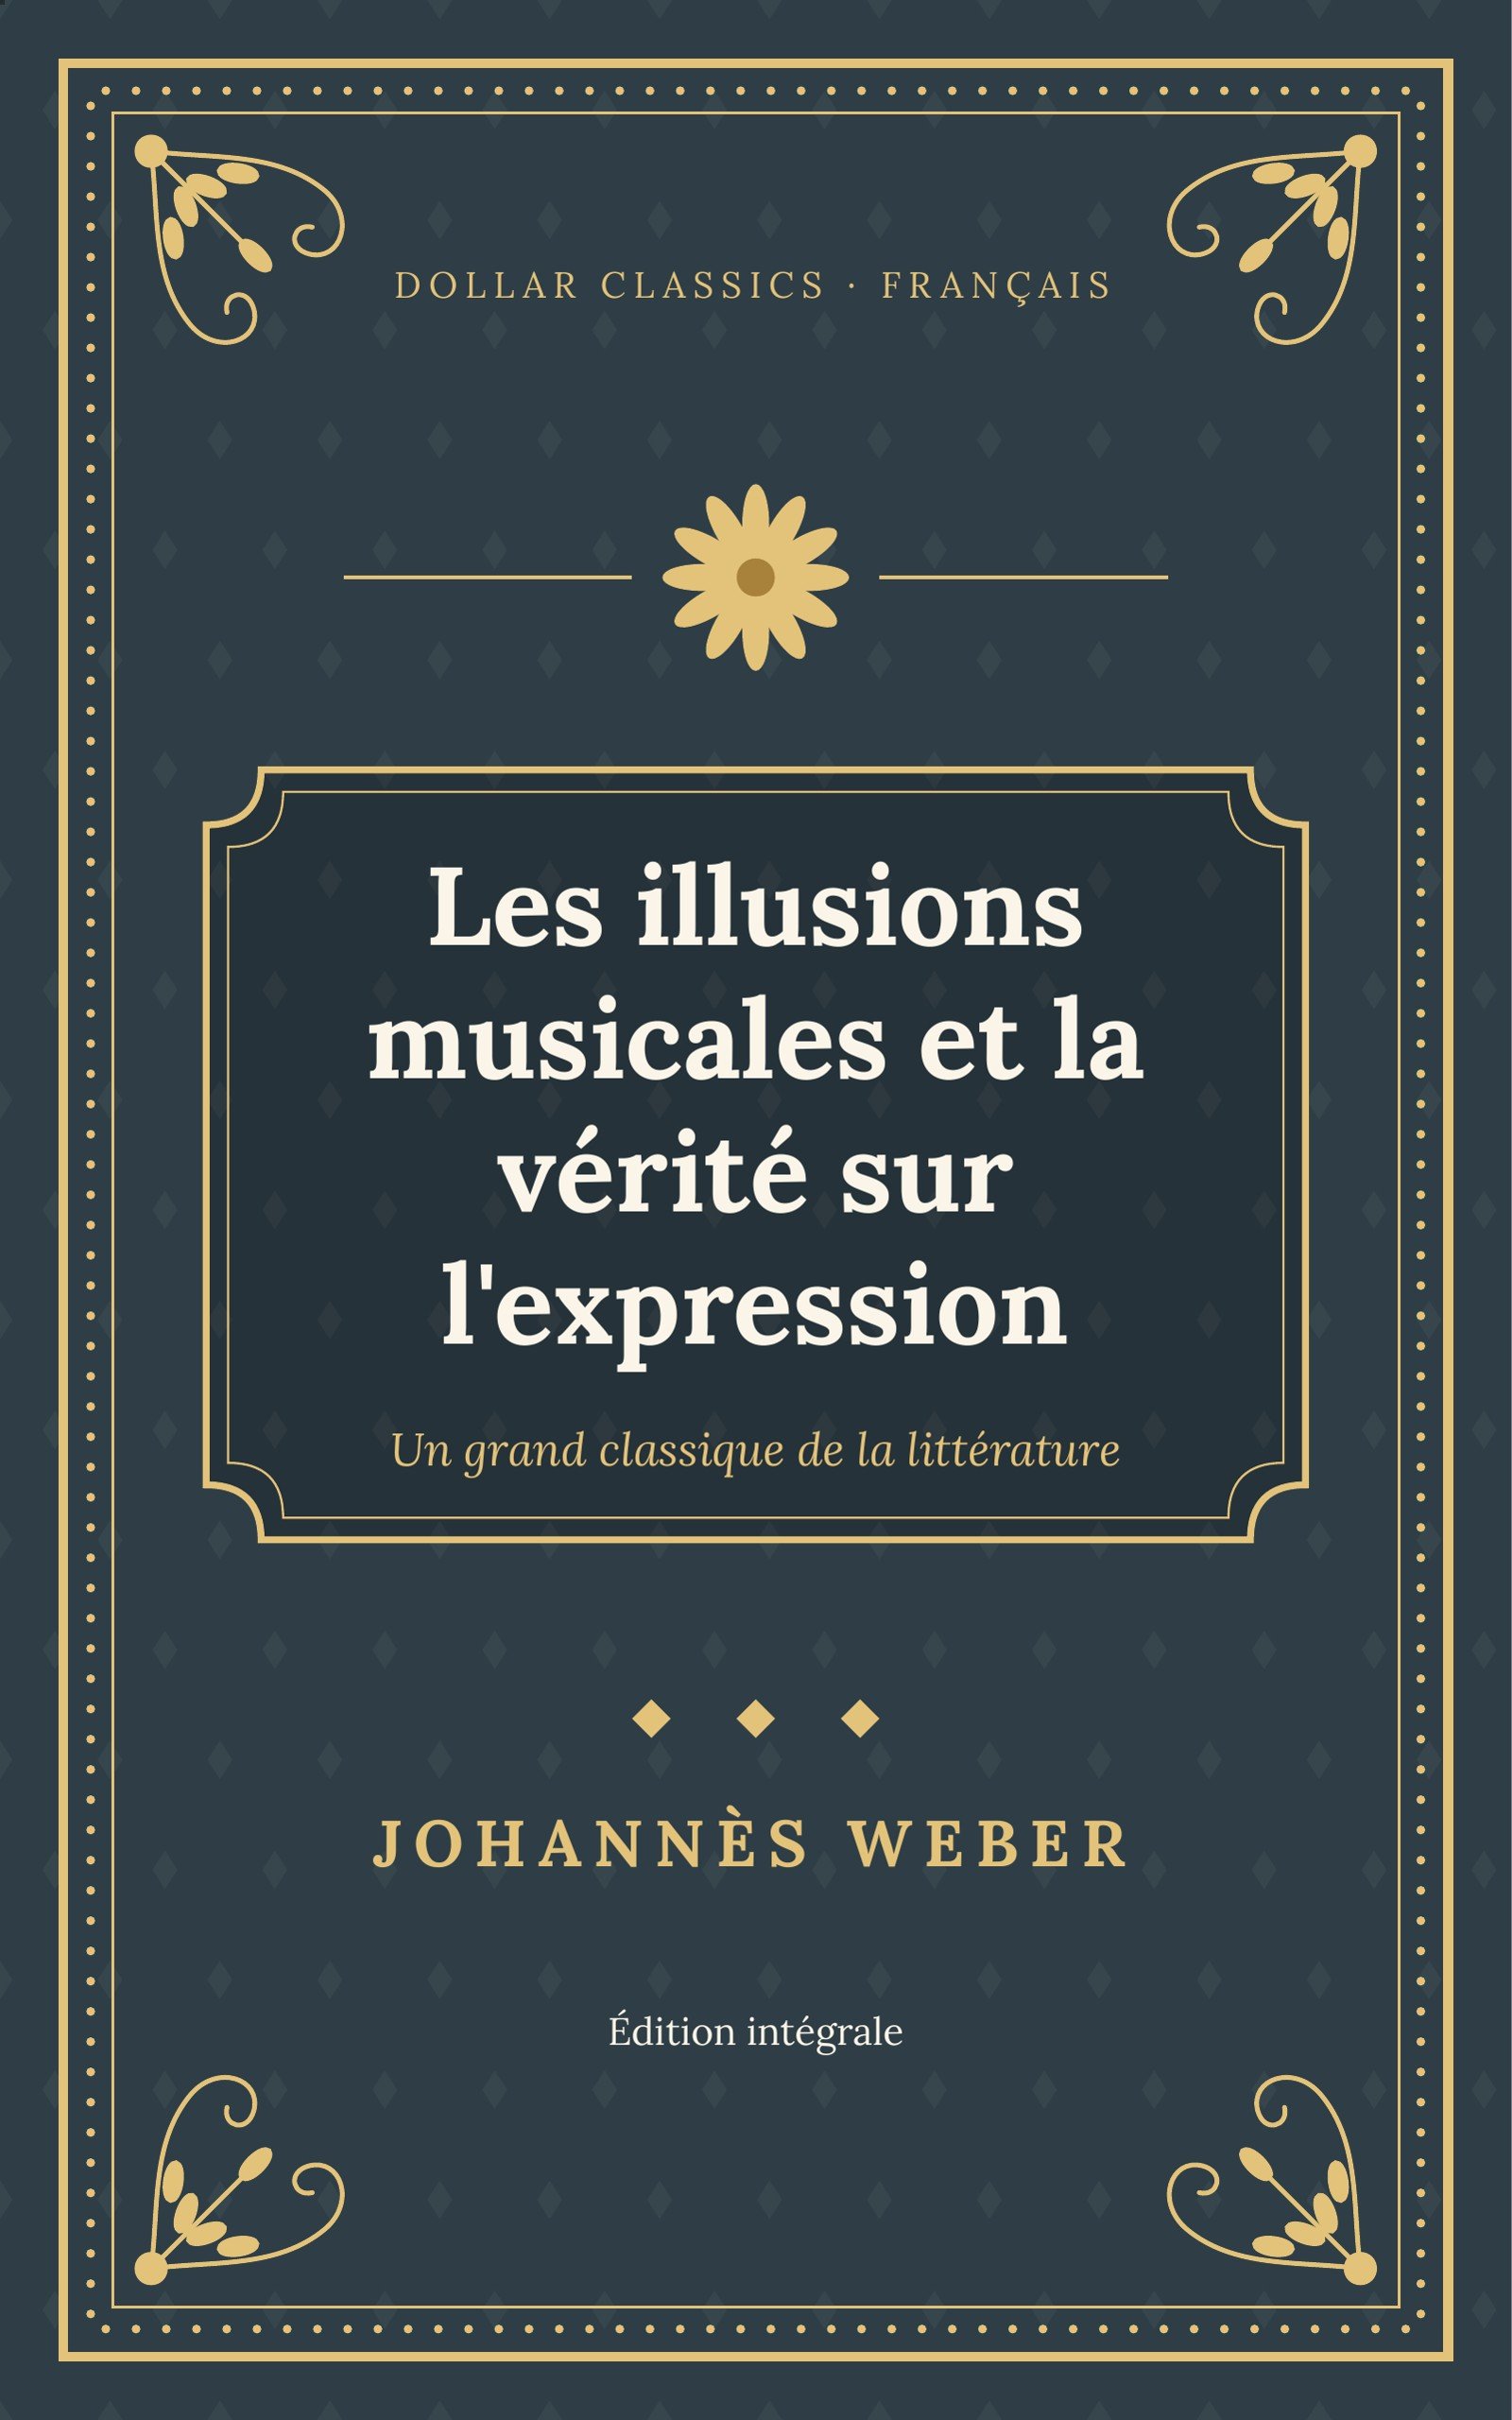 DOLLAR CLASSICS · FRANÇAIS
Les illusions
musicales et la
vérité sur
l'expression
Un grand classique de la littérature
JOHANNÈS WEBER
Édition intégrale